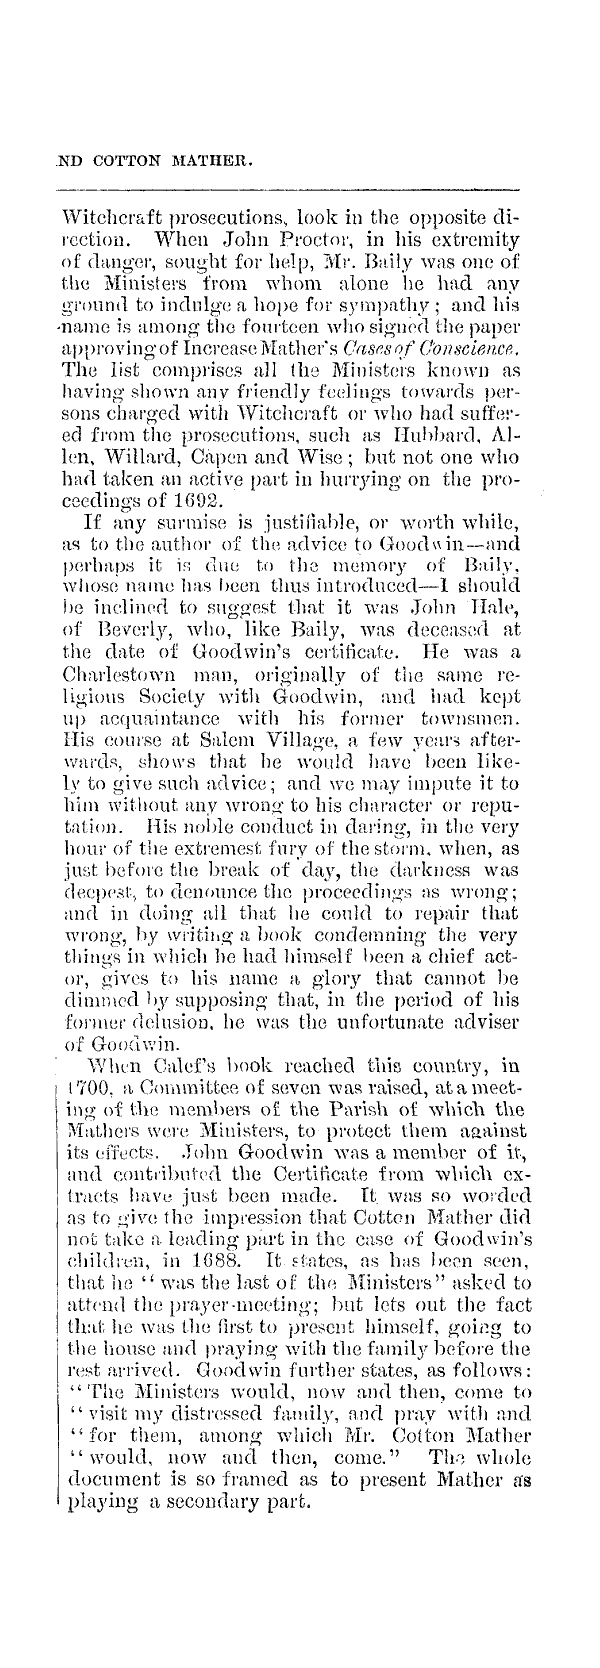 ND COTTON MATHER.
Witchcraft prosecutions, look in the opposite di-
rection. When John Proctor, in his extremity
of danger, sought for help, Mr. Baily was one of
the Ministers from whom alone he had any
ground to indulge a hope for sympathy; and his
name is among the fourteen who signed the paper
approving of Increase Mather's Cases of Conscience.
The list comprises all the Ministers known as
having shown any friendly feelings towards per-
sons charged with Witchcraft or who had suffer-
ed from the prosecutions, such as Hubbard, Al-
len, Willard, Capen and Wise; but not one who
had taken an active part in hurrying on the pro-
ceedings of 1692.
If any surmise is justifiable, or worth while,
as to the author of the advice to Goodwin—and
perhaps it is due to the memory of Baily,
whose name has been thus introduced—I should
be inclined to suggest that it was John Hale,
of Beverly, who, like Baily, was deceased at
the date of Goodwin's certificate. He was a
Charlestown man, originally of the same re-
ligious Society with Goodwin, and had kept
up acquaintance with his former townsmen.
His course at Salem Village, a few years after-
wards, shows that he would have been like-
ly to give such advice; and we may impute it to
him without any wrong to his character or repu-
tation. His noble conduct in daring, in the very
hour of the extremest fury of the storm, when, as
just before the break of day, the darkness was
deepest, to denounce the proceedings as wrong;
and in doing all that he could to repair that
wrong, by writing a book condemning the very
things in which he had himself been a chief act-
or, gives to his name a glory that cannot be
dimmed by supposing that, in the period of his
former delusion, he was the unfortunate adviser
of Goodwin.
When Calef's book reached this country, in
1700, a Committee of seven was raised, at a meet-
ing of the members of the Parish of which the
Mathers were Ministers, to protect them against
its effects. John Goodwin was a member of it,
and contributed the Certificate from which ex-
tracts have just been made. It was so worded
as to give the impression that Cotton Mather did
not take a leading part in the case of Goodwin's
children, in 1688. It states, as has been seen,
that he "was the last of the Ministers" asked to
attend the prayer-meeting; but lets out the fact
that he was the first to present himself, going to
the house and praying with the family before the
rest arrived. Goodwin further states, as follows:
"The Ministers would, now and then, come to
"visit my distressed family, and pray with and
"for them, among which Mr. Cotton Mather
"would, now and then, come." The whole
document is so framed as to present Mather as
playing a secondary part.